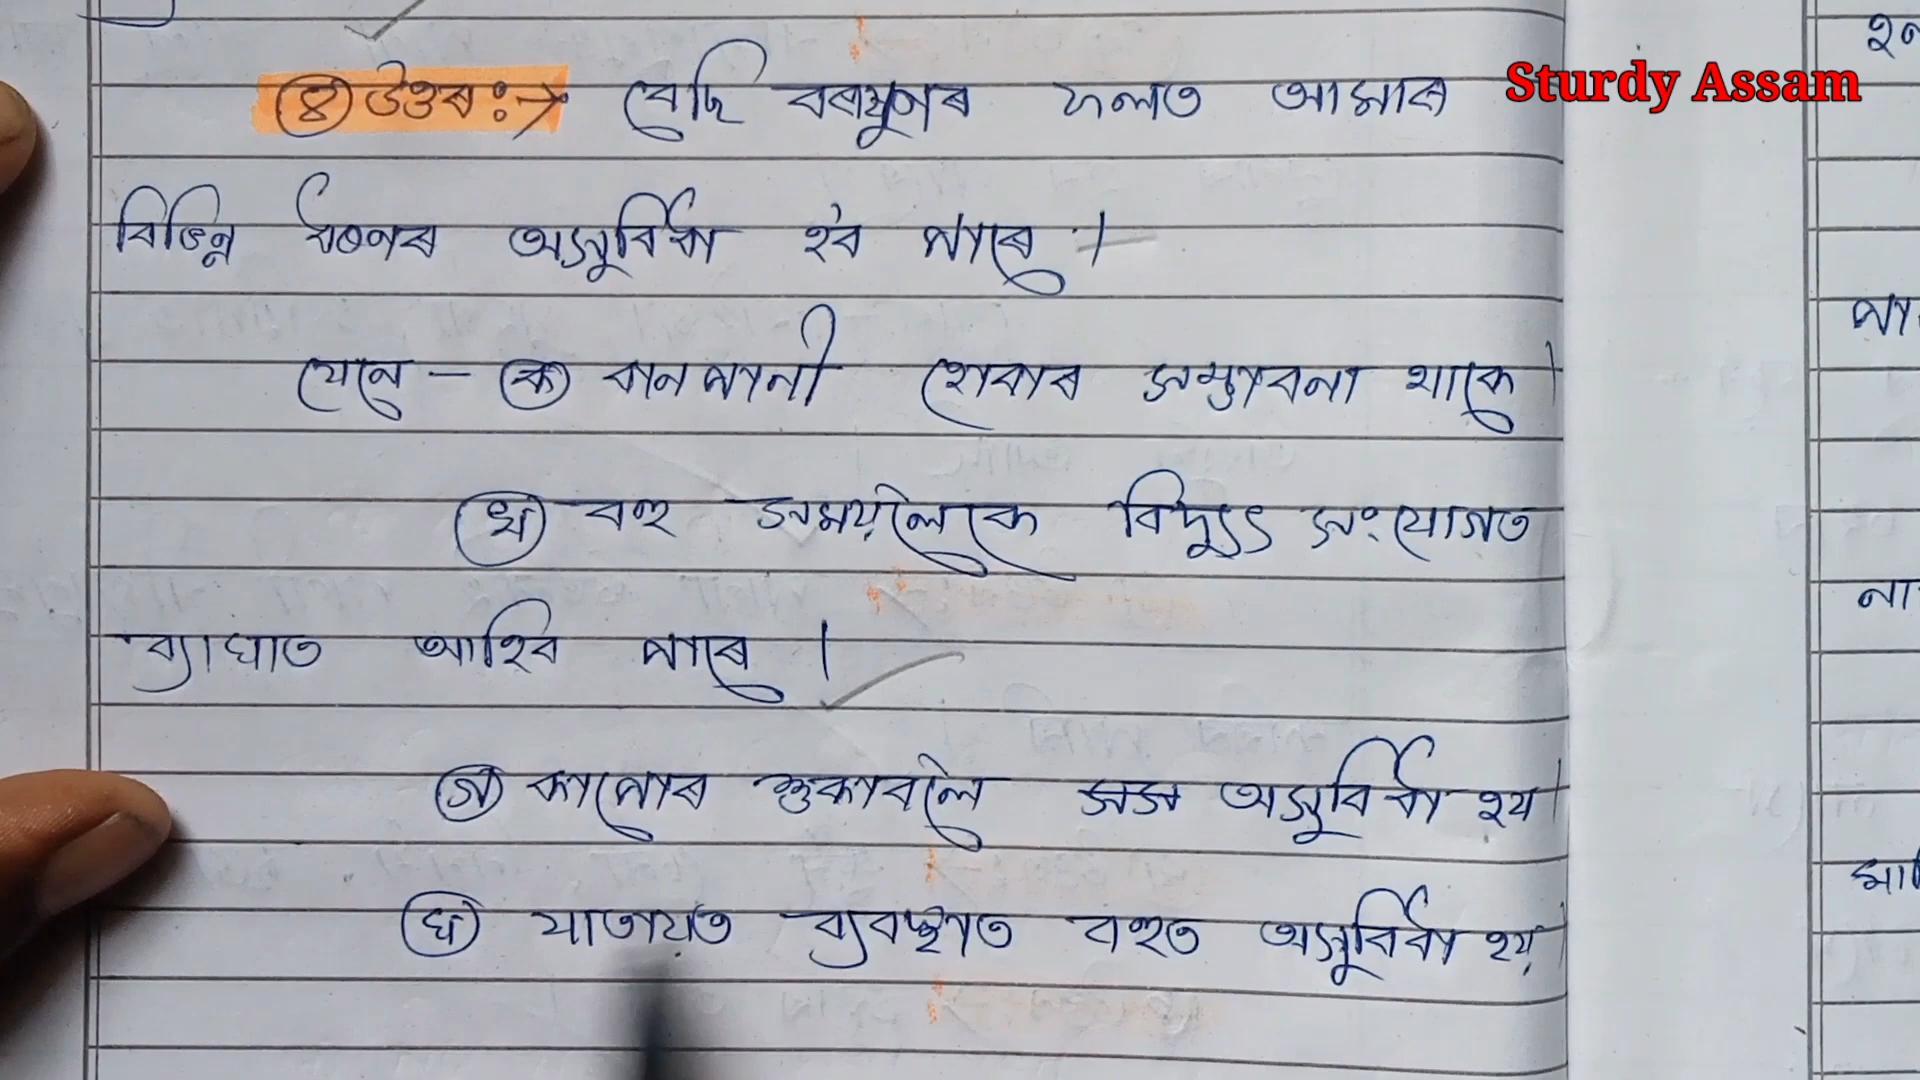 Sturdy Assam
৪ উত্তৰ :→ বেছি বৰষুণৰ ফলত আমাৰ
বিভিন্ন ধৰণৰ অসুবিধা হ'ব পাৰে ।
যেনে - (ক) বানপানী হোৱাৰ সম্ভাৱনা থাকে।
(খ) বহু সময়লৈকে বিদ্যুৎ সংযোগত
ব্যাঘাত আহিব পাৰে ।
(গ) কাপোৰ শুকাবলৈ অসুবিধা হয়।
(ঘ) যাতায়ত ব্যৱস্থাত বহুত অসুবিধা হয়।